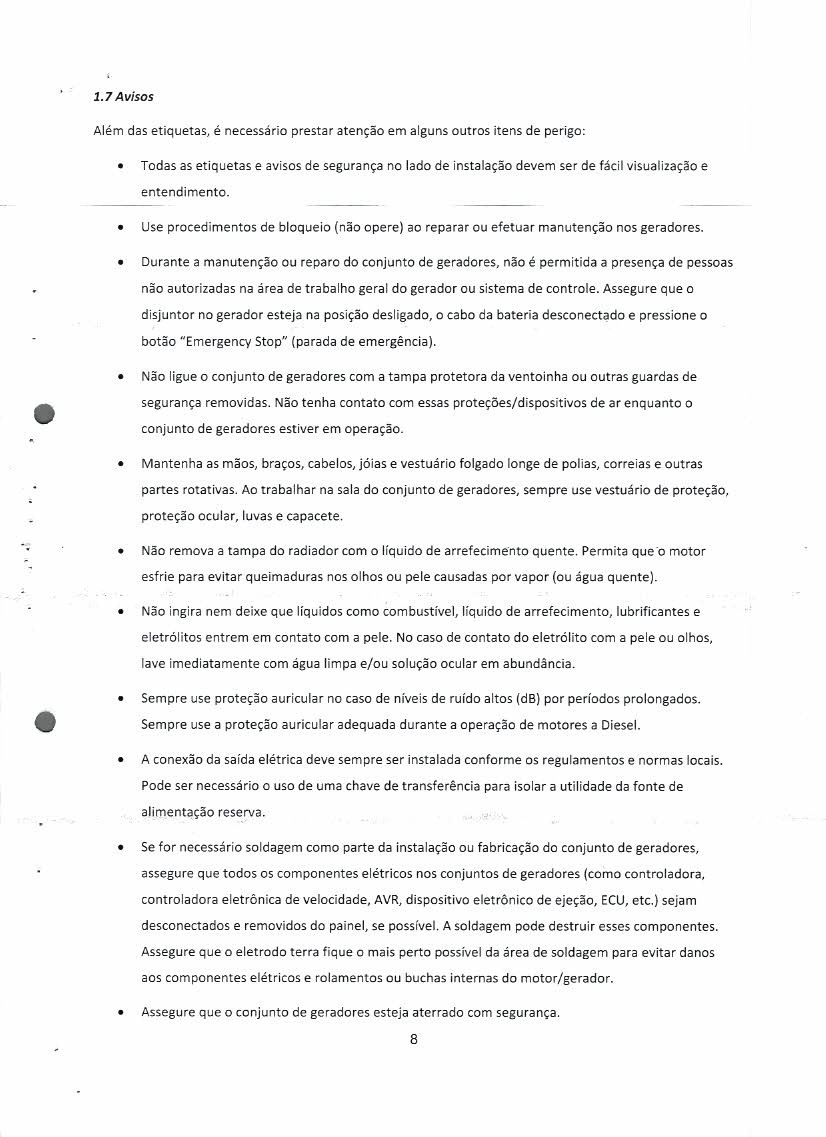 1.7 Avisos
Além das etiquetas, é necessário prestar atenção em alguns outros itens de perigo:
• Todas as etiquetas e avisos de segurança no lado de instalação devem ser de fácil visualização e
entendimento.
• Use procedimentos de bloqueio (não opere) ao reparar ou efetuar manutenção nos geradores.
• Durante a manutenção ou reparo do conjunto de geradores, não é permitida a presença de pessoas
não autorizadas na área de trabalho geral do gerador ou sistema de controle. Assegure que o
disjuntor no gerador esteja na posição desligado, o cabo da bateria desconectado e pressione o
botão "Emergency Stop" (parada de emergência).
• Não ligue o conjunto de geradores com a tampa protetora da ventoinha ou outras guardas de
segurança removidas. Não tenha contato com essas proteções/dispositivos de ar enquanto o
conjunto de geradores estiver em operação.
• Mantenha as mãos, braços, cabelos, jóias e vestuário folgado longe de polias, correias e outras
partes rotativas. Ao trabalhar na sala do conjunto de geradores, sempre use vestuário de proteção,
proteção ocular, luvas e capacete.
• Não remova a tampa do radiador com o líquido de arrefecimento quente. Permita que o motor
esfrie para evitar queimaduras nos olhos ou pele causadas por vapor (ou água quente).
• Não ingira nem deixe que líquidos como combustível, líquido de arrefecimento, lubrificantes e
eletrólitos entrem em contato com a pele. No caso de contato do eletrólito com a pele ou olhos,
lave imediatamente com água limpa e/ou solução ocular em abundância.
• Sempre use proteção auricular no caso de níveis de ruído altos (dB) por períodos prolongados.
Sempre use a proteção auricular adequada durante a operação de motores a Diesel.
• A conexão da saída elétrica deve sempre ser instalada conforme os regulamentos e normas locais.
Pode ser necessário o uso de uma chave de transferência para isolar a utilidade da fonte de
alimentação reserva.
• Se for necessário soldagem como parte da instalação ou fabricação do conjunto de geradores,
assegure que todos os componentes elétricos nos conjuntos de geradores (como controladora,
controladora eletrônica de velocidade, AVR, dispositivo eletrônico de ejeção, ECU, etc.) sejam
desconectados e removidos do painel, se possível. A soldagem pode destruir esses componentes.
Assegure que o eletrodo terra fique o mais perto possível da área de soldagem para evitar danos
aos componentes elétricos e rolamentos ou buchas internas do motor/gerador.
• Assegure que o conjunto de geradores esteja aterrado com segurança.
8